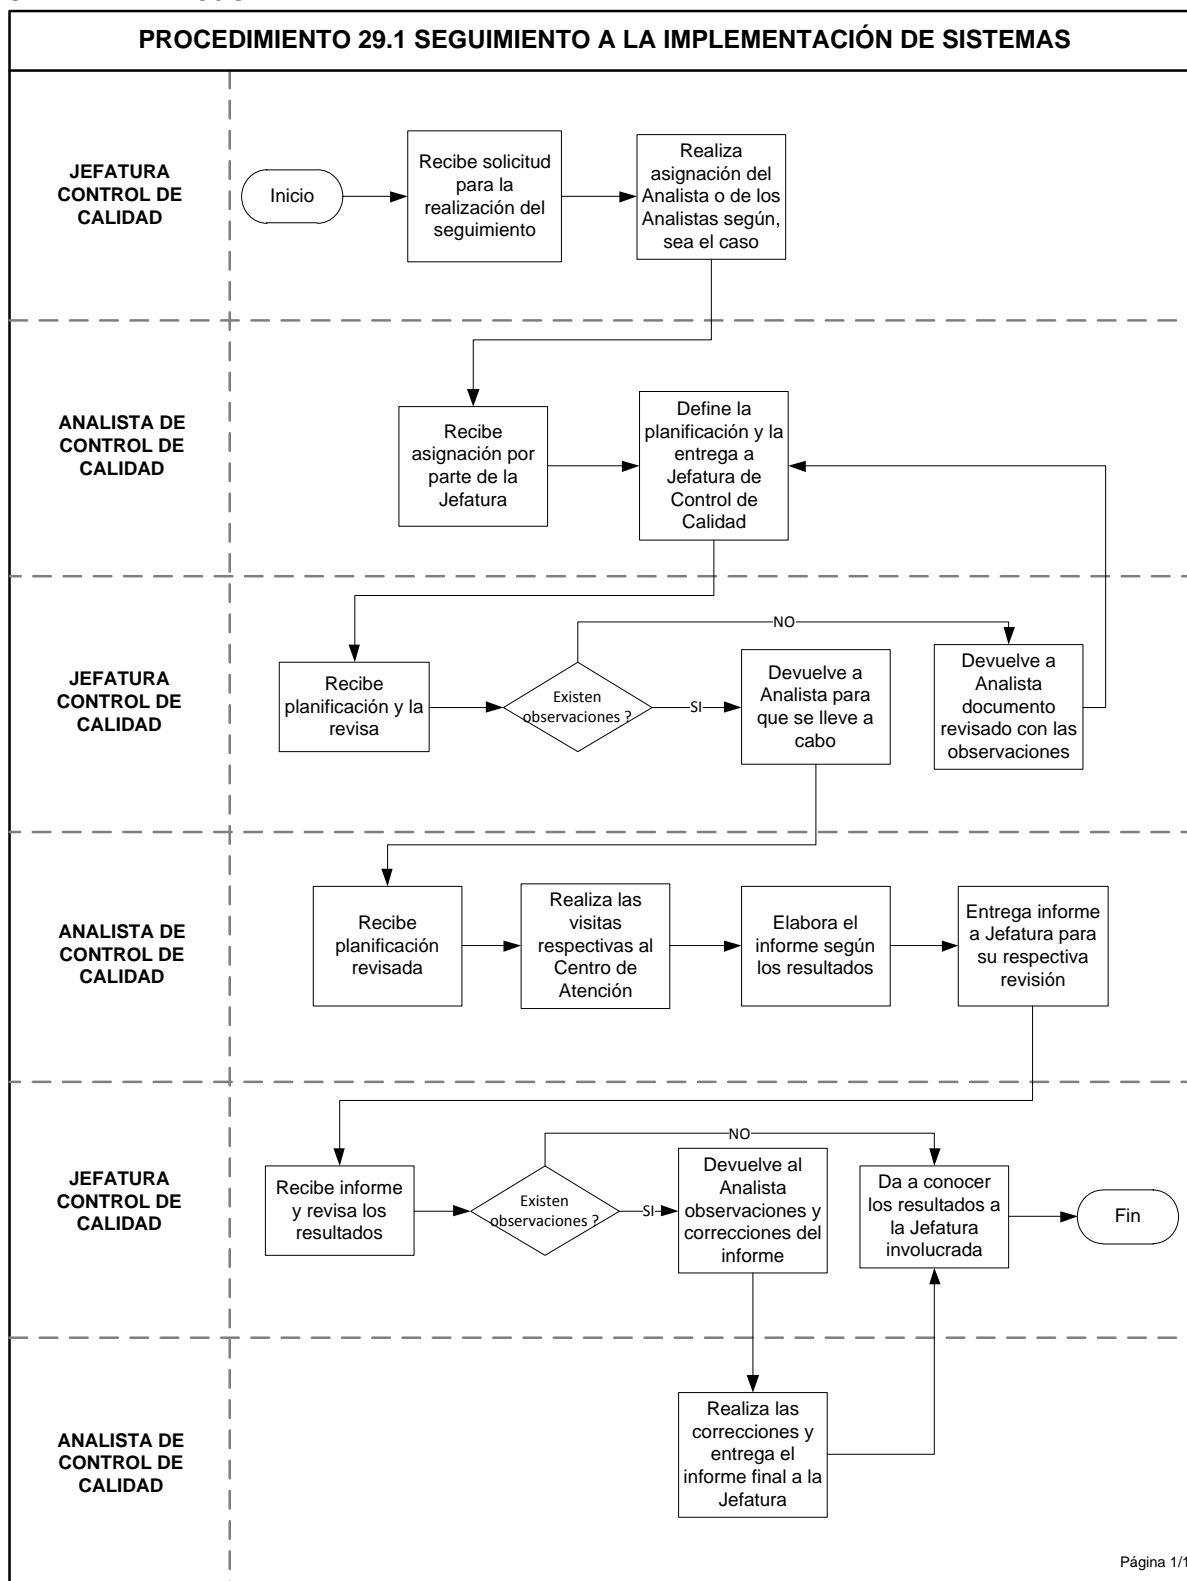 PROCEDIMIENTO 29.1 SEGUIMIENTO A LA IMPLEMENTACIÓN DE SISTEMAS
JEFATURA
CONTROL DE
CALIDAD
Inicio
Recibe solicitud
para la
realización del
seguimiento
Realiza
asignación del
Analista o de los
Analistas según,
sea el caso
ANALISTA DE
CONTROL DE
CALIDAD
Recibe
asignación por
parte de la
Jefatura
Define la
planificación y la
entrega a
Jefatura de
Control de
Calidad
JEFATURA
CONTROL DE
CALIDAD
Recibe
planificación y la
revisa
Existen
observaciones ?
NO
SI
Devuelve a
Analista para
que se lleve a
cabo
Devuelve a
Analista
documento
revisado con las
observaciones
ANALISTA DE
CONTROL DE
CALIDAD
Recibe
planificación
revisada
Realiza las
visitas
respectivas al
Centro de
Atención
Elabora el
informe según
los resultados
Entrega informe
a Jefatura para
su respectiva
revisión
JEFATURA
CONTROL DE
CALIDAD
Recibe informe
y revisa los
resultados
Existen
observaciones ?
NO
SI
Devuelve al
Analista
observaciones y
correcciones del
informe
Da a conocer
los resultados a
la Jefatura
involucrada
Fin
ANALISTA DE
CONTROL DE
CALIDAD
Realiza las
correcciones y
entrega el
informe final a la
Jefatura
Página 1/1